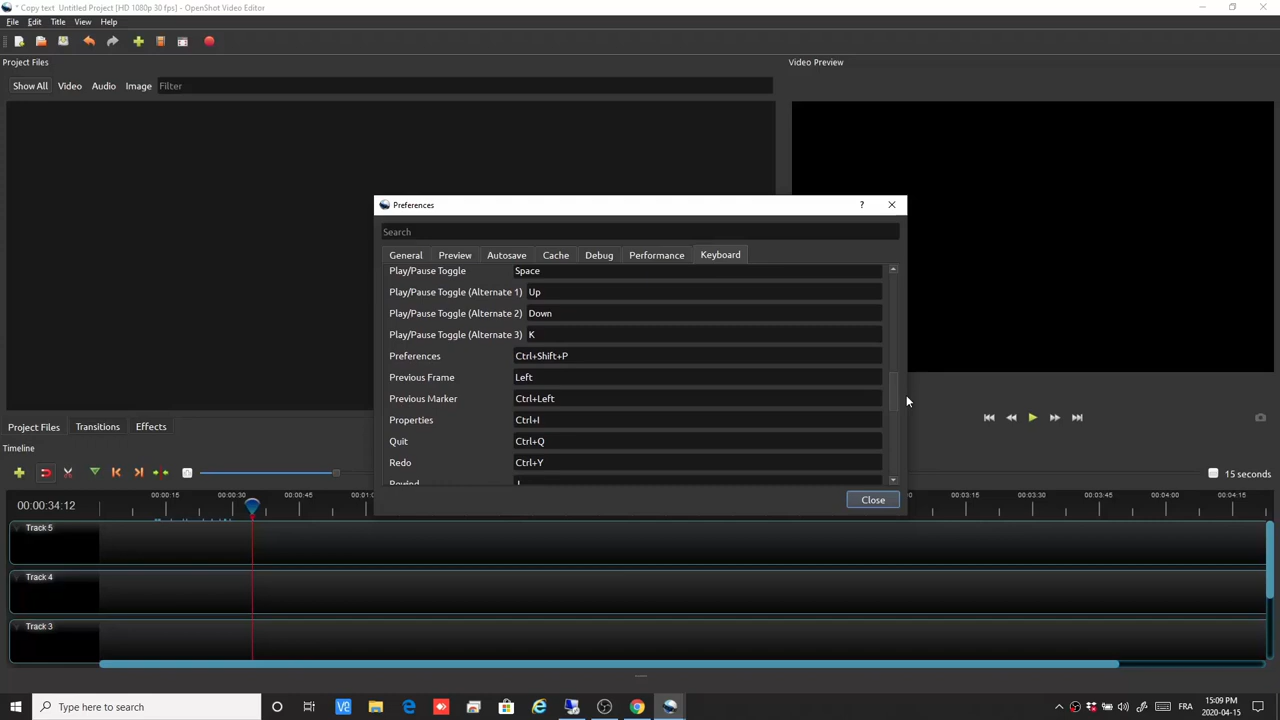 * Copy text Untitled Project [HD 1080p 30 fps] - OpenShot Video Editor
File Edit Title View Help
Project Files
Video Preview
Show All Video Audio Image Filter
Preferences
?
Search
General Preview Autosave Cache Debug Performance Keyboard
Play/Pause Toggle Space
Play/Pause Toggle (Alternate 1) Up
Play/Pause Toggle (Alternate 2) Down
Play/Pause Toggle (Alternate 3) K
Preferences Ctrl+Shift+P
Previous Frame Left
Previous Marker Ctrl+Left
Properties Ctrl+I
Quit Ctrl+Q
Redo Ctrl+Y
Rewind J
Close
Project Files Transitions Effects
Timeline
15 seconds
00:00:34:12
00:00:15 00:00:30 00:00:45 00:03:15 00:03:30 00:03:45 00:04:00 00:04:15
Track 5
Track 4
Track 3
Type here to search
FRA
15:09
2020-04-15